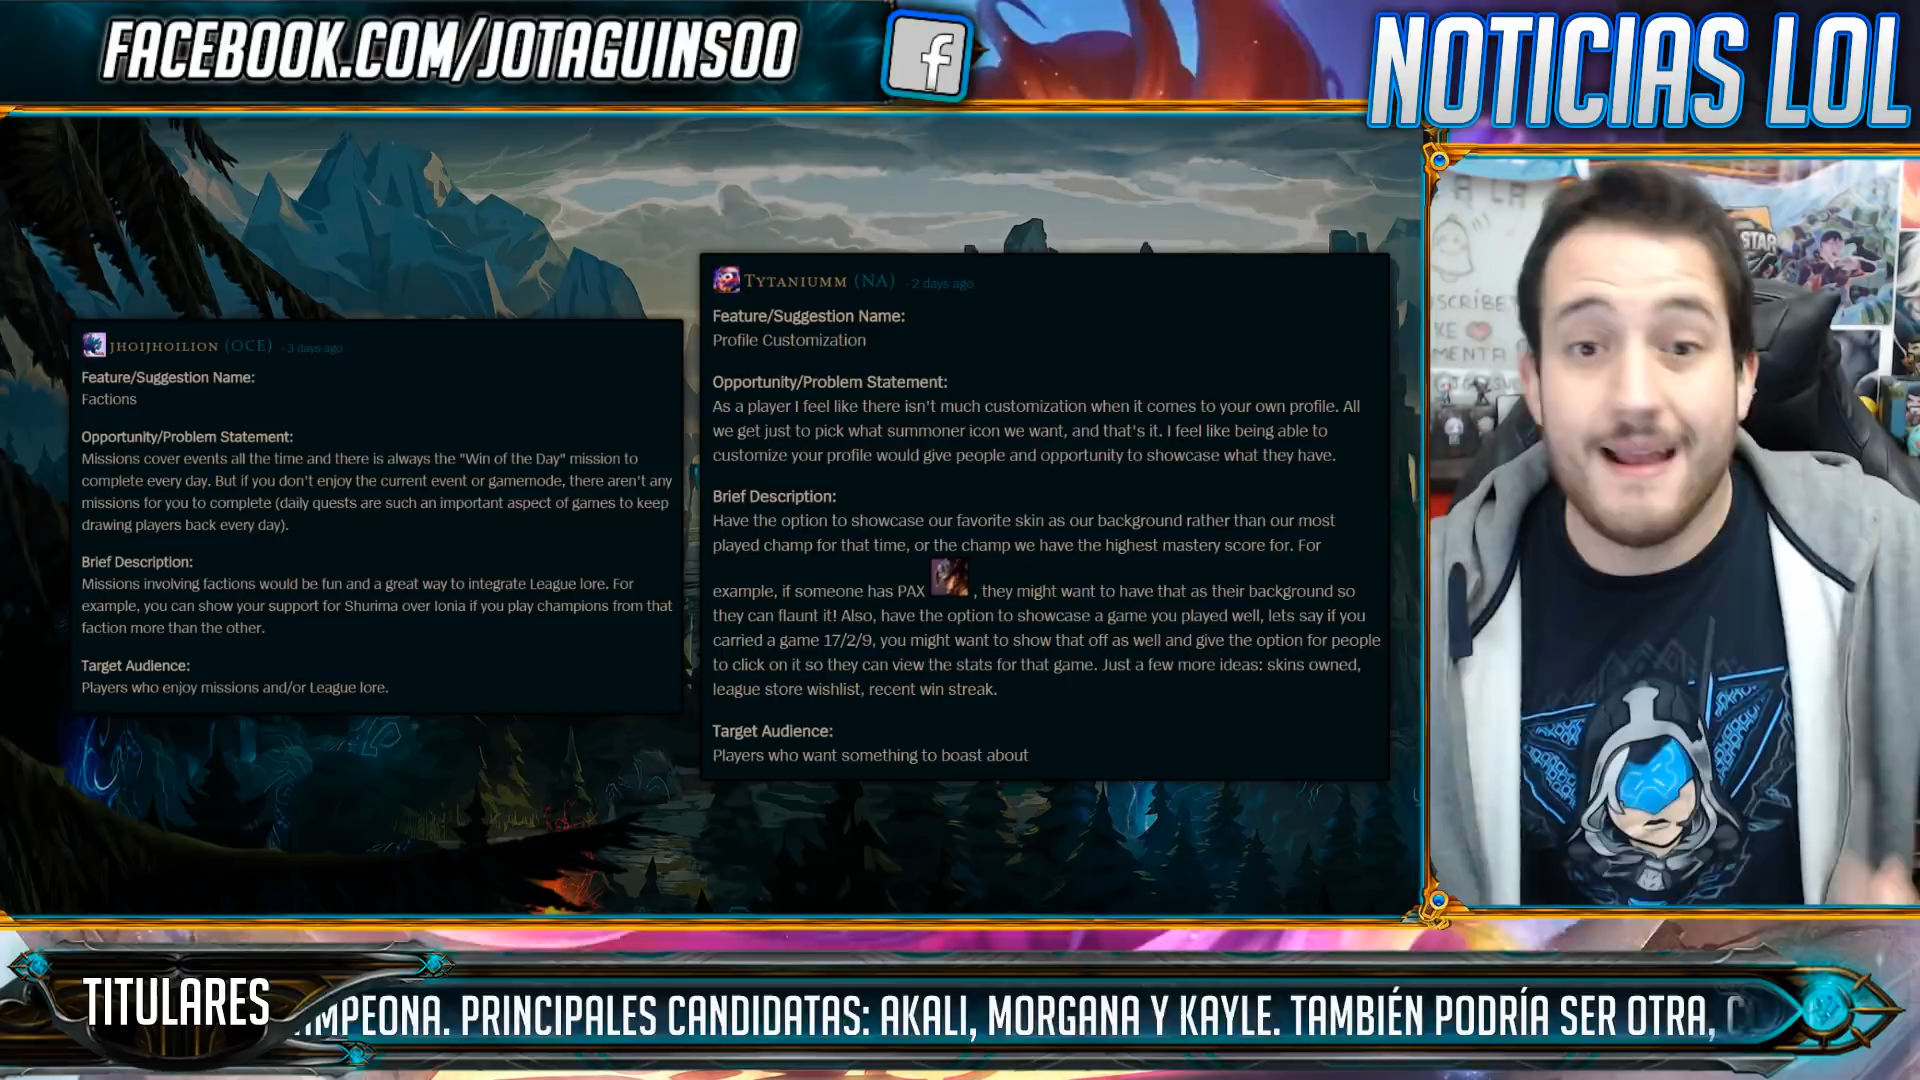 FACEBOOK.COM/JOTAGUINSOO
f
NOTICIAS LOL
JHOIJHOILION (OCE) - 3 days ago
Feature/Suggestion Name:
Factions
Opportunity/Problem Statement:
Missions cover events all the time and there is always the "Win of the Day" mission to
complete every day. But if you don't enjoy the current event or gamemode, there aren't any
missions for you to complete (daily quests are such an important aspect of games to keep
drawing players back every day).
Brief Description:
Missions involving factions would be fun and a great way to integrate League lore. For
example, you can show your support for Shurima over Ionia if you play champions from that
faction more than the other.
Target Audience:
Players who enjoy missions and/or League lore.
TYTANIUMM (NA) - 2 days ago
Feature/Suggestion Name:
Profile Customization
Opportunity/Problem Statement:
As a player I feel like there isn't much customization when it comes to your own profile. All
we get just to pick what summoner icon we want, and that's it. I feel like being able to
customize your profile would give people and opportunity to showcase what they have.
Brief Description:
Have the option to showcase our favorite skin as our background rather than our most
played champ for that time, or the champ we have the highest mastery score for. For
example, if someone has PAX , they might want to have that as their background so
they can flaunt it! Also, have the option to showcase a game you played well, lets say if you
carried a game 17/2/9, you might want to show that off as well and give the option for people
to click on it so they can view the stats for that game. Just a few more ideas: skins owned,
league store wishlist, recent win streak.
Target Audience:
Players who want something to boast about
A LA
STAR
TITULARES
MPEONA. PRINCIPALES CANDIDATAS: AKALI, MORGANA Y KAYLE. TAMBIÉN PODRÍA SER OTRA, C